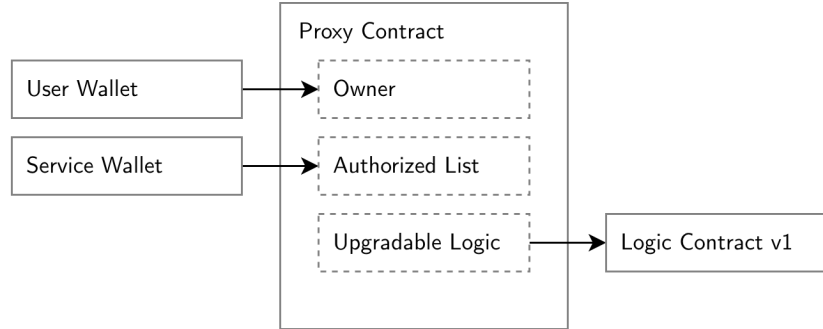 Proxy Contract
User Wallet
Owner
Service Wallet
Authorized List
Upgradable Logic
Logic Contract v1